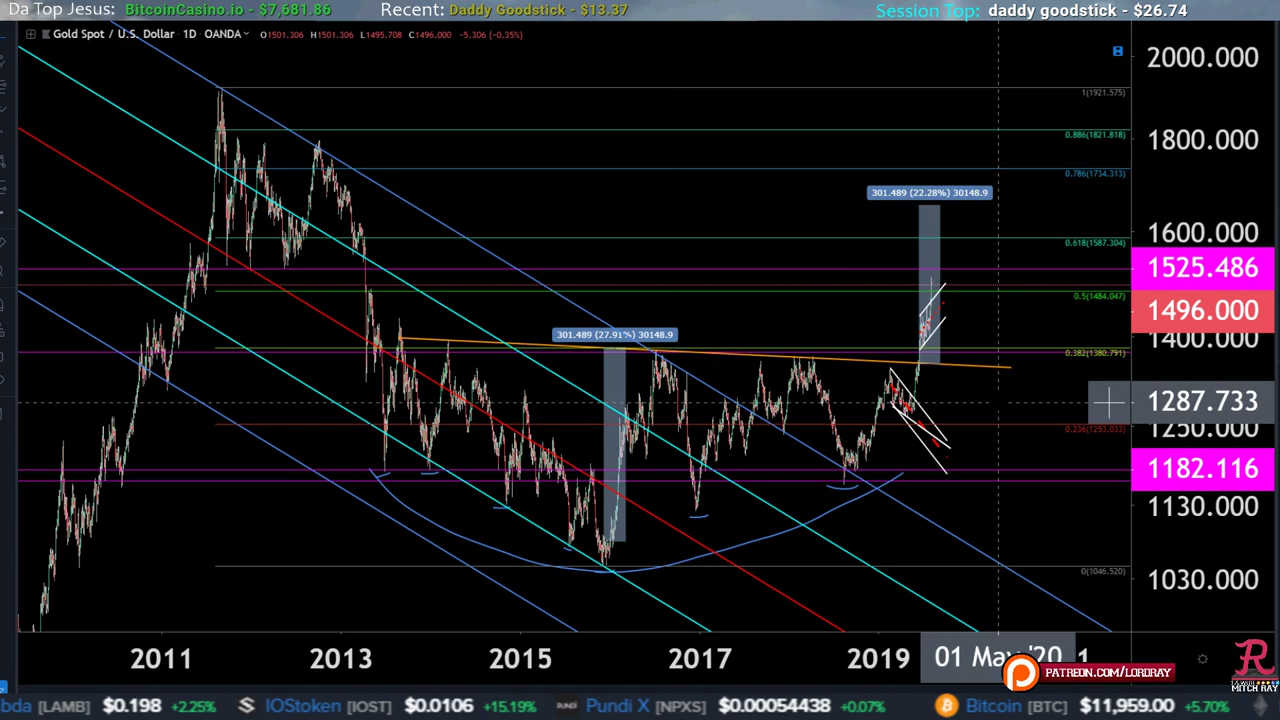 Da Top Jesus: BitcoinCasino.io - $7,681.86
Recent: Daddy Goodstick - $13.37
Session Top: daddy goodstick - $26.74
Gold Spot / U.S. Dollar · 1D · OANDA
O1501.306 H1501.306 L1495.708 C1496.000 −5.306 (−0.35%)
2000.000
1(1921.575)
0.886(1821.818)
1800.000
0.786(1734.313)
301.489 (22.28%) 30148.9
1600.000
0.618(1587.304)
1525.486
0.5(1484.047)
1496.000
301.489 (27.91%) 30148.9
1400.000
0.382(1380.791)
1287.733
0.236(1253.033)
1250.000
1182.116
1130.000
0(1046.520)
1030.000
2011
2013
2015
2017
2019
01 May '20
1
PATREON.COM/LORDRAY
MITCH RAY
bda [LAMB] $0.198 +2.25%
IOStoken [IOST] $0.0106 +15.19%
PUNDI
Pundi X [NPXS] $0.00054438 +0.07%
Bitcoin [BTC] $11,959.00 +5.70%